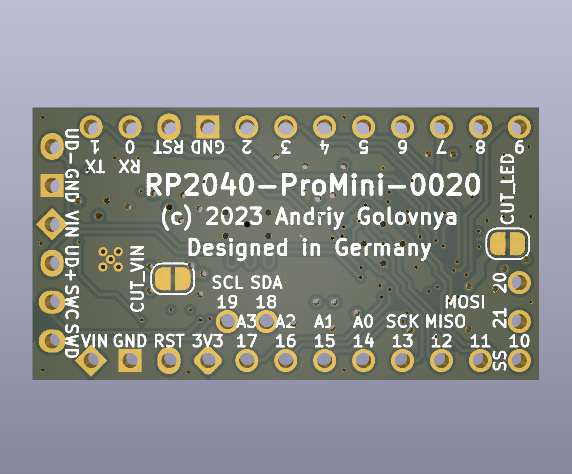 1 0 RST GND 2 3 4 5 6 7 8 9
TX RX
UD- GND VIN UD+ SWC SWD
RP2040-ProMini-0020
(c) 2023 Andriy Golovnya
Designed in Germany
CUT_VIN
CUT_LED
SCL SDA
19 18
20
MOSI
21
A3 A2 A1 A0 SCK MISO
VIN GND RST 3V3 17 16 15 14 13 12 11 10
SS